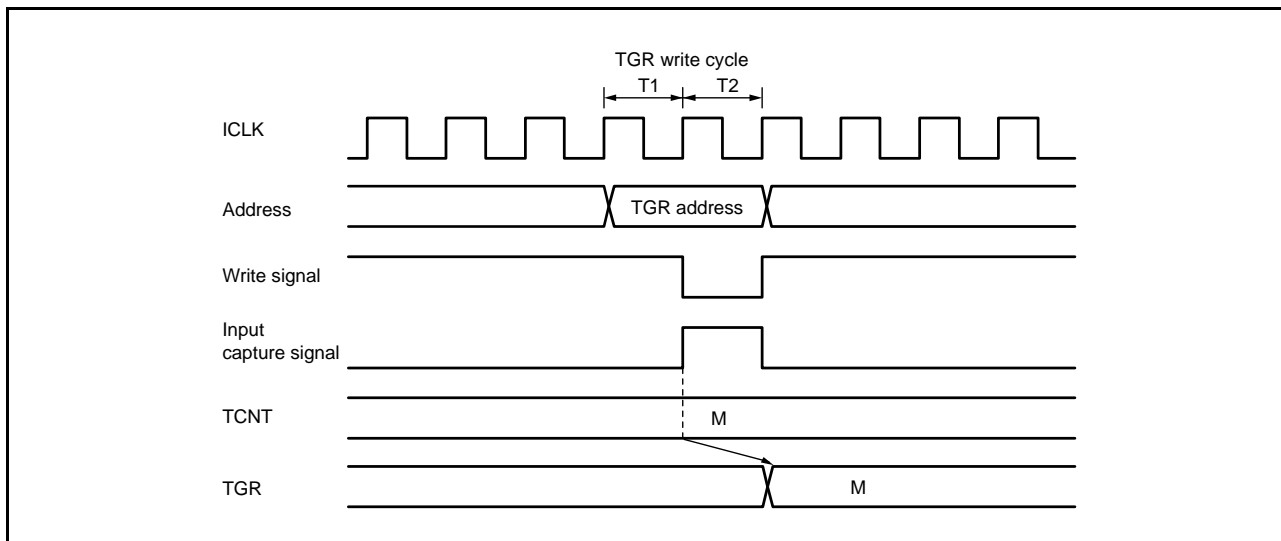 TGR write cycle
T1 T2
ICLK
Address
TGR address
Write signal
Input
capture signal
TCNT
M
TGR
M